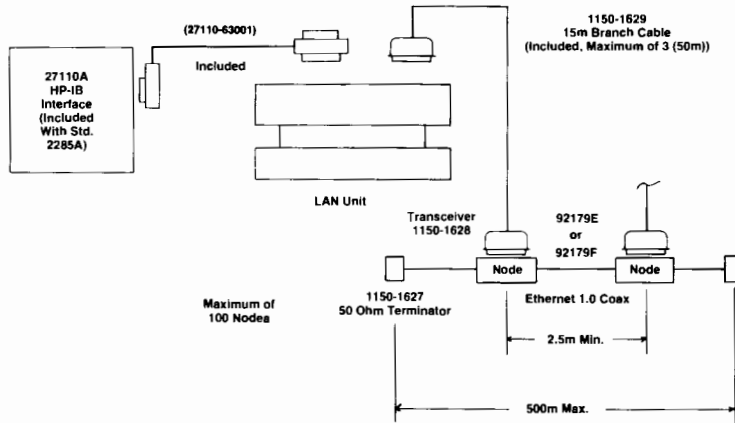 (27110-63001)
Included
1150-1629
15m Branch Cable
(Included, Maximum of 3 (50m))
27110A
HP-IB
Interface
(Included
With Std.
2285A)
LAN Unit
Transceiver
1150-1628
92179E
or
92179F
Node
Node
Maximum of
100 Nodea
1150-1627
50 Ohm Terminator
Ethernet 1.0 Coax
2.5m Min.
500m Max.